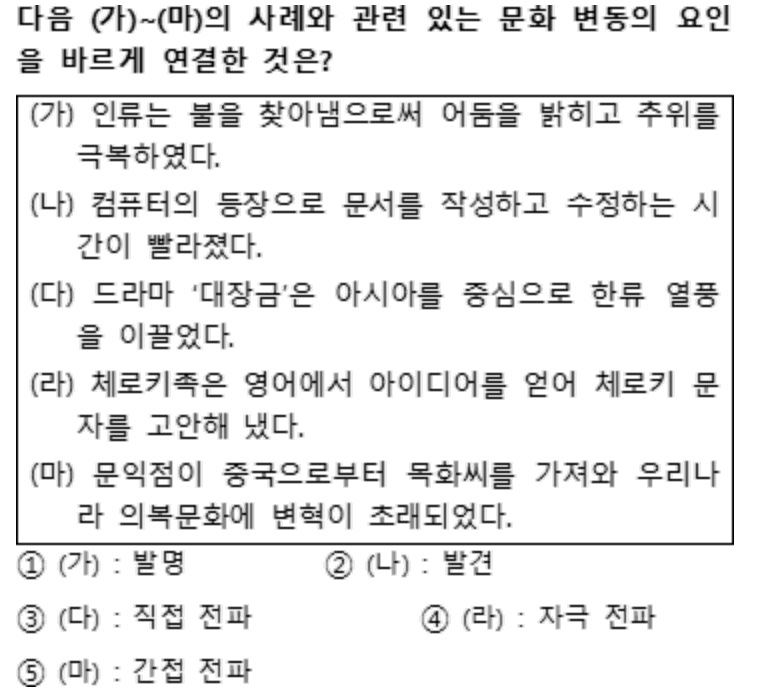 다음 (가)~(마)의 사례와 관련 있는 문화 변동의 요인
을 바르게 연결한 것은?
(가) 인류는 불을 찾아냄으로써 어둠을 밝히고 추위를
극복하였다.
(나) 컴퓨터의 등장으로 문서를 작성하고 수정하는 시
간이 빨라졌다.
(다) 드라마 '대장금'은 아시아를 중심으로 한류 열풍
을 이끌었다.
(라) 체로키족은 영어에서 아이디어를 얻어 체로키 문
자를 고안해 냈다.
(마) 문익점이 중국으로부터 목화씨를 가져와 우리나
라 의복문화에 변혁이 초래되었다.
① (가) : 발명 ② (나) : 발견
③ (다) : 직접 전파 ④ (라) : 자극 전파
⑤ (마) : 간접 전파